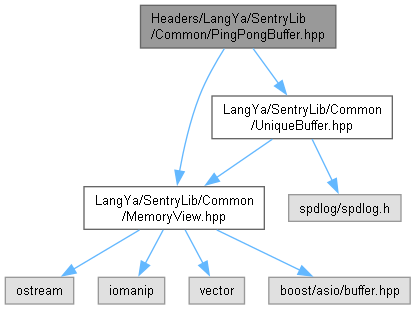 Headers/LangYa/SentryLib
/Common/PingPongBuffer.hpp
LangYa/SentryLib/Common
/UniqueBuffer.hpp
LangYa/SentryLib/Common
/MemoryView.hpp
spdlog/spdlog.h
ostream
iomanip
vector
boost/asio/buffer.hpp